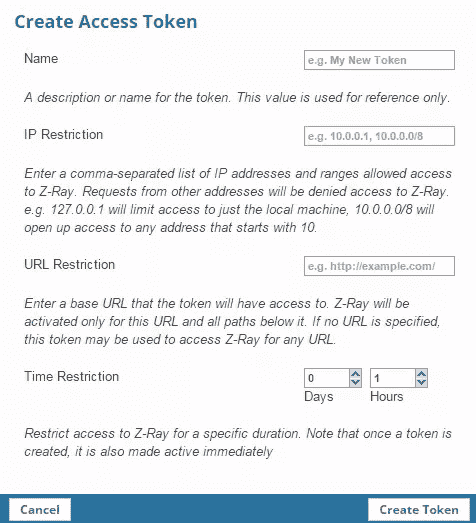 Create Access Token
Name
e.g. My New Token
A description or name for the token. This value is used for reference only.
IP Restriction
e.g. 10.0.0.1, 10.0.0.0/8
Enter a comma-separated list of IP addresses and ranges allowed access
to Z-Ray. Requests from other addresses will be denied access to Z-Ray.
e.g. 127.0.0.1 will limit access to just the local machine, 10.0.0.0/8 will
open up access to any address that starts with 10.
URL Restriction
e.g. http://example.com/
Enter a base URL that the token will have access to. Z-Ray will be
activated only for this URL and all paths below it. If no URL is specified,
this token may be used to access Z-Ray for any URL.
Time Restriction
0 1
Days Hours
Restrict access to Z-Ray for a specific duration. Note that once a token is
created, it is also made active immediately
Cancel Create Token